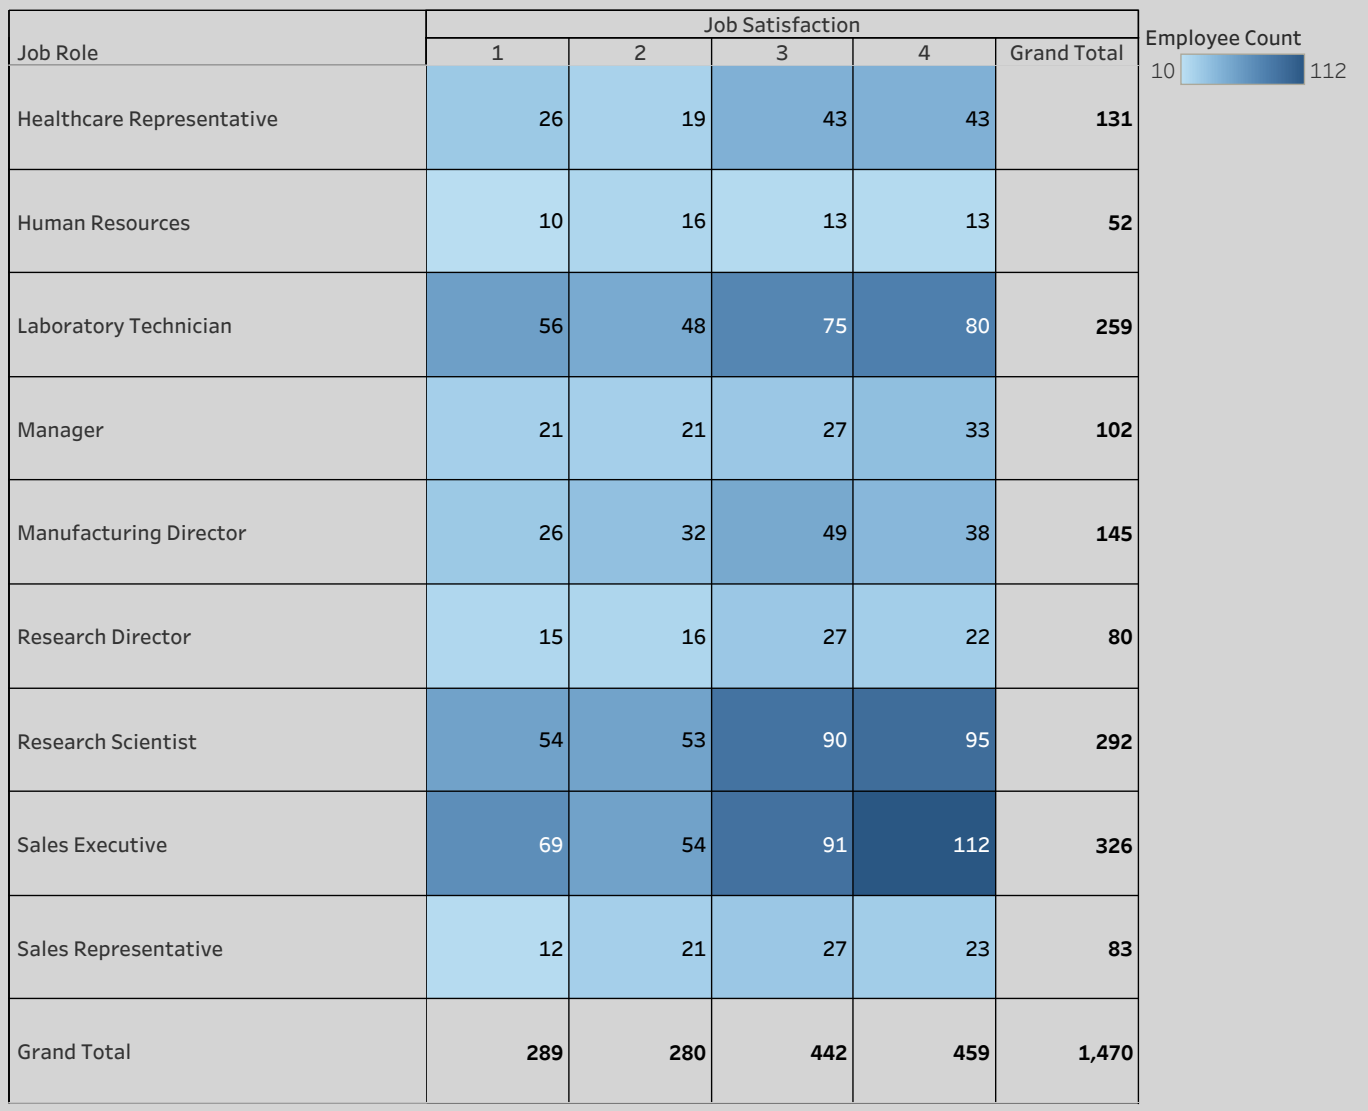 Job Satisfaction
Job Role 1 2 3 4 Grand Total
Employee Count
10 112
Healthcare Representative 26 19 43 43 131
Human Resources 10 16 13 13 52
Laboratory Technician 56 48 75 80 259
Manager 21 21 27 33 102
Manufacturing Director 26 32 49 38 145
Research Director 15 16 27 22 80
Research Scientist 54 53 90 95 292
Sales Executive 69 54 91 112 326
Sales Representative 12 21 27 23 83
Grand Total 289 280 442 459 1,470